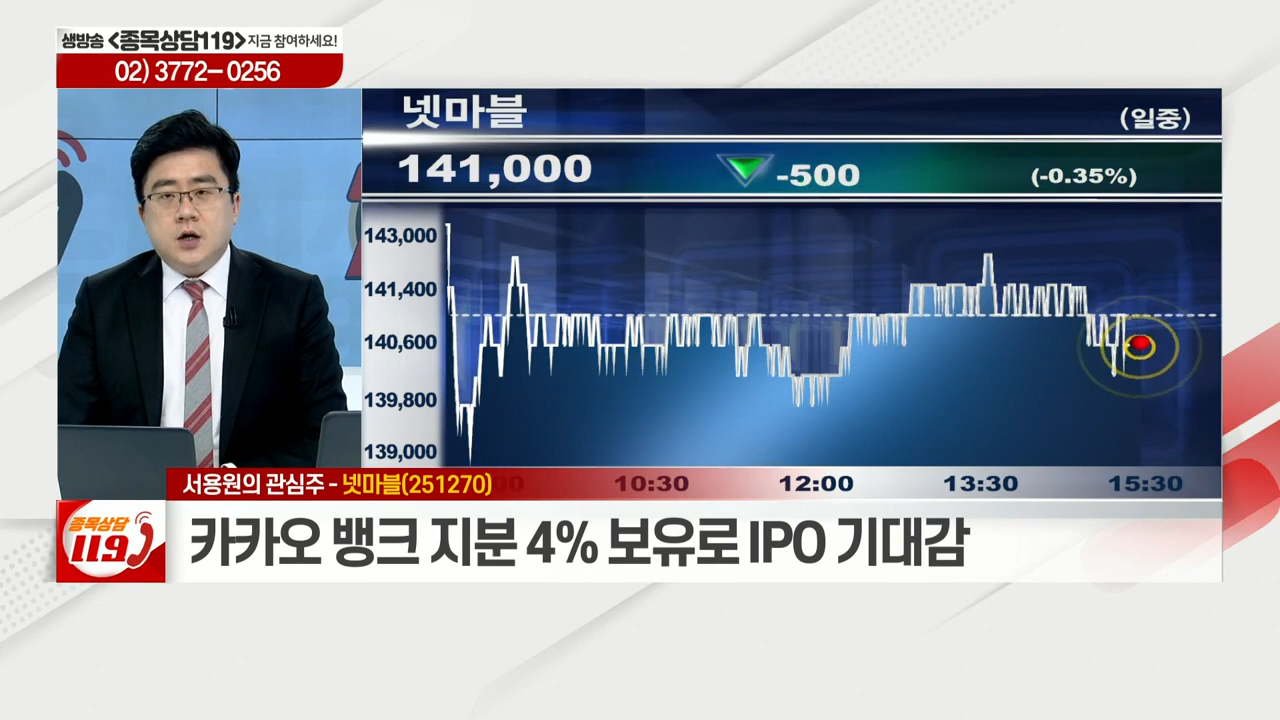 생방송 <종목상담119> 지금 참여하세요!
02) 3772-0256
넷마블
(일중)
141,000 -500 (-0.35%)
143,000
141,400
140,600
139,800
139,000
10:30 12:00 13:30 15:30
서용원의 관심주 - 넷마블(251270)
종목상담
119
카카오 뱅크 지분 4% 보유로 IPO 기대감